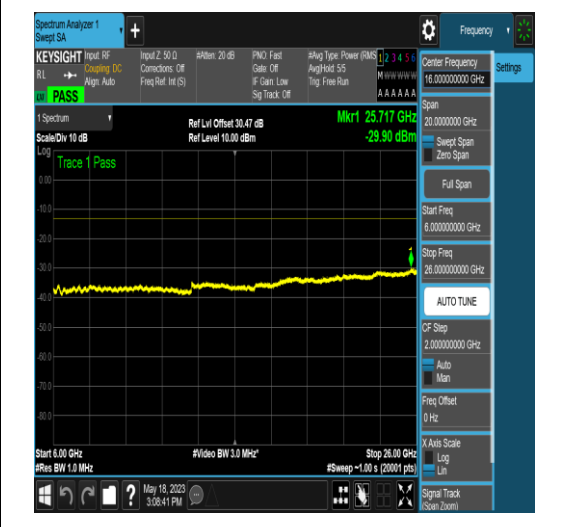 Spectrum Analyzer 1
Swept SA
+
Frequency
KEYSIGHT
RL
PASS
Input: RF
Coupling: DC
Align: Auto
Input Z: 50 Ω
Corrections: Off
Freq Ref: Int (S)
#Atten: 20 dB
PNO: Fast
Gate: Off
IF Gain: Low
Sig Track: Off
#Avg Type: Power (RMS
Avg|Hold: 5/5
Trig: Free Run
1 2 3 4 5 6
M w w w w w
A A A A A A
1 Spectrum
Scale/Div 10 dB
Ref Lvl Offset 30.47 dB
Ref Level 10.00 dBm
Mkr1 25.717 GHz
-29.90 dBm
Log
Trace 1 Pass
0.00
-10.0
-20.0
-30.0
-40.0
-50.0
-60.0
-70.0
-80.0
1
Start 6.00 GHz
#Res BW 1.0 MHz
#Video BW 3.0 MHz*
Stop 26.00 GHz
#Sweep ~1.00 s (20001 pts)
May 18, 2023
3:08:41 PM
?
Settings
Center Frequency
16.000000000 GHz
Span
20.0000000 GHz
Swept Span
Zero Span
Full Span
Start Freq
6.000000000 GHz
Stop Freq
26.000000000 GHz
AUTO TUNE
CF Step
2.000000000 GHz
Auto
Man
Freq Offset
0 Hz
X Axis Scale
Log
Lin
Signal Track
(Span Zoom)